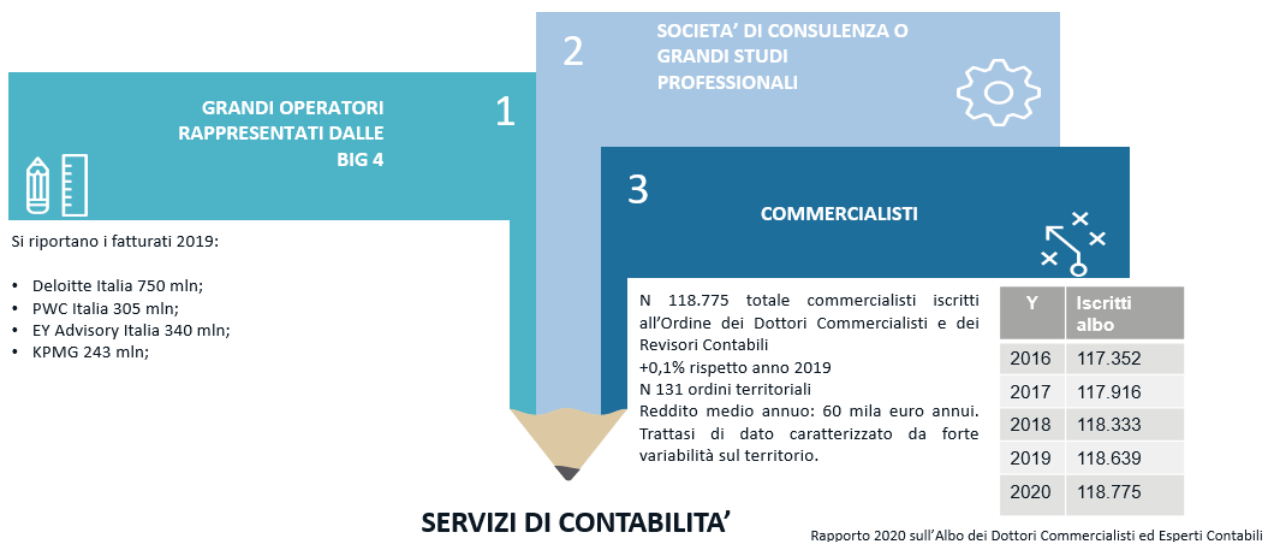 1
GRANDI OPERATORI
RAPPRESENTATI DALLE
BIG 4
Si riportano i fatturati 2019:
• Deloitte Italia 750 mln;
• PWC Italia 305 mln;
• EY Advisory Italia 340 mln;
• KPMG 243 mln;
2
SOCIETA’ DI CONSULENZA O
GRANDI STUDI
PROFESSIONALI
3
COMMERCIALISTI
N 118.775 totale commercialisti iscritti
all’Ordine dei Dottori Commercialisti e dei
Revisori Contabili
+0,1% rispetto anno 2019
N 131 ordini territoriali
Reddito medio annuo: 60 mila euro annui.
Trattasi di dato caratterizzato da forte
variabilità sul territorio.
Y Iscritti
albo
2016 117.352
2017 117.916
2018 118.333
2019 118.639
2020 118.775
SERVIZI DI CONTABILITA’
Rapporto 2020 sull’Albo dei Dottori Commercialisti ed Esperti Contabili